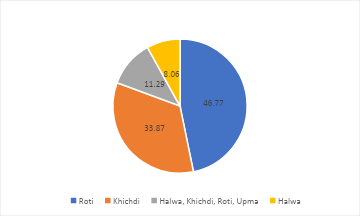 8.06
11.29
46.77
33.87
Roti Khichdi Halwa, Khichdi, Roti, Upma Halwa